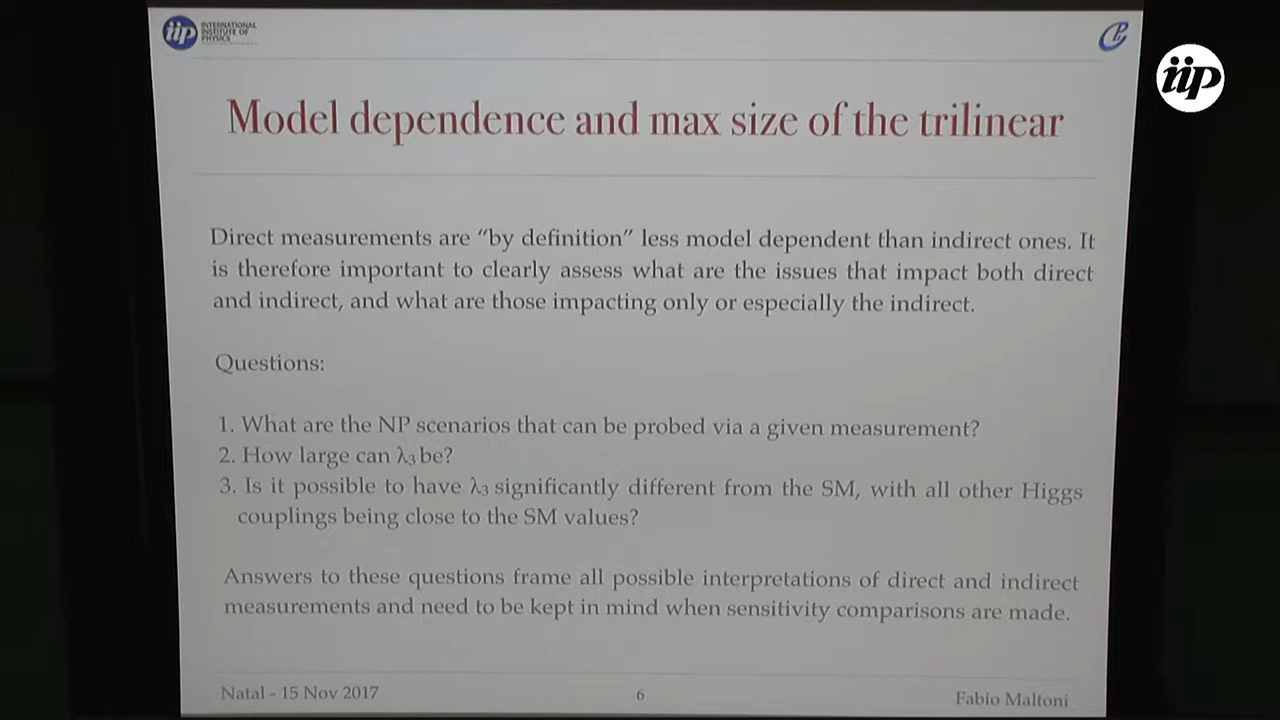 iip INTERNATIONAL
INSTITUTE OF
PHYSICS
iip
Model dependence and max size of the trilinear
Direct measurements are “by definition” less model dependent than indirect ones. It
is therefore important to clearly assess what are the issues that impact both direct
and indirect, and what are those impacting only or especially the indirect.
Questions:
1. What are the NP scenarios that can be probed via a given measurement?
2. How large can λ3 be?
3. Is it possible to have λ3 significantly different from the SM, with all other Higgs
couplings being close to the SM values?
Answers to these questions frame all possible interpretations of direct and indirect
measurements and need to be kept in mind when sensitivity comparisons are made.
Natal - 15 Nov 2017
6
Fabio Maltoni